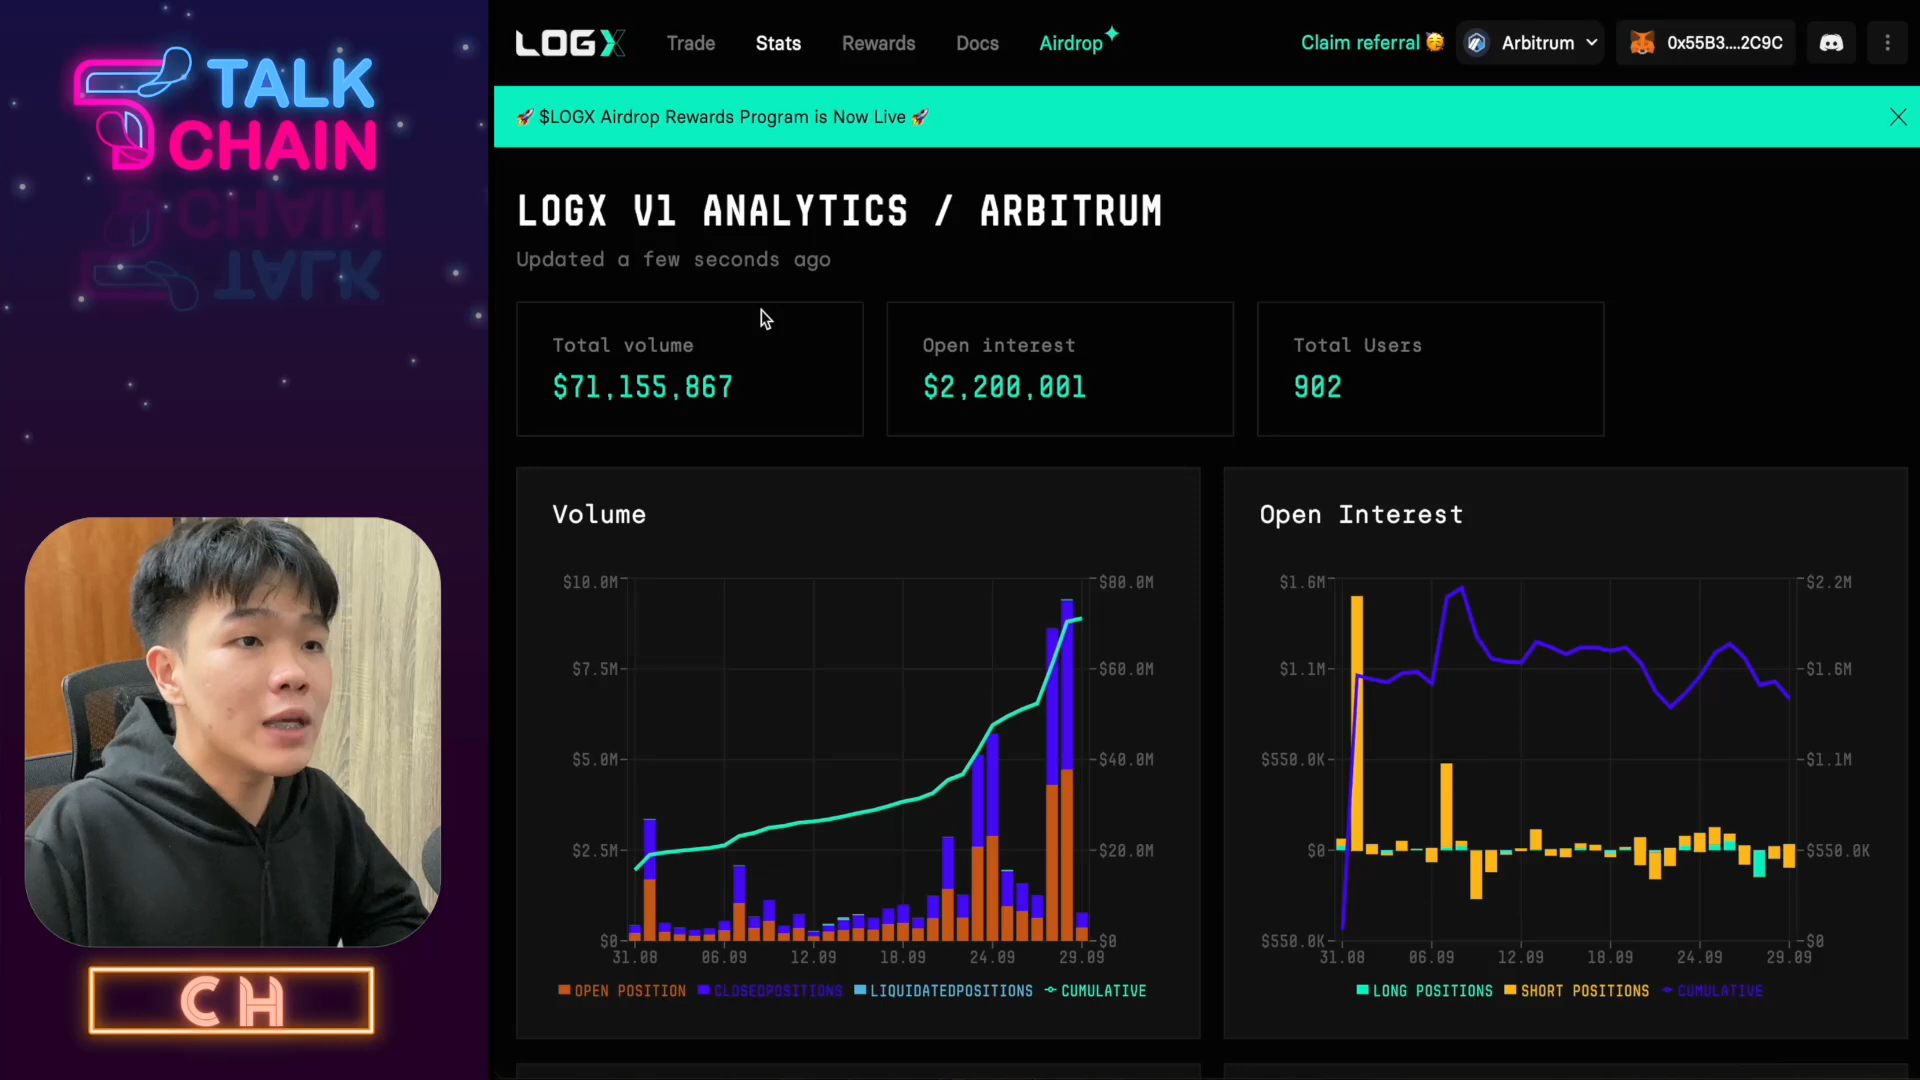 TALK
CHAIN
CH
LOGX
Trade
Stats
Rewards
Docs
Airdrop
Claim referral
Arbitrum
0x55B3....2C9C
🚀 $LOGX Airdrop Rewards Program is Now Live 🚀
LOGX V1 ANALYTICS / ARBITRUM
Updated a few seconds ago
Total volume
$71,155,867
Open interest
$2,200,001
Total Users
902
Volume
$10.0M
$7.5M
$5.0M
$2.5M
$0
$80.0M
$60.0M
$40.0M
$20.0M
$0
31.08 06.09 12.09 18.09 24.09 29.09
OPEN POSITION CLOSEDPOSITIONS LIQUIDATEDPOSITIONS CUMULATIVE
Open Interest
$1.6M
$1.1M
$550.0K
$0
$550.0K
$2.2M
$1.6M
$1.1M
$550.0K
$0
31.08 06.09 12.09 18.09 24.09 29.09
LONG POSITIONS SHORT POSITIONS CUMULATIVE